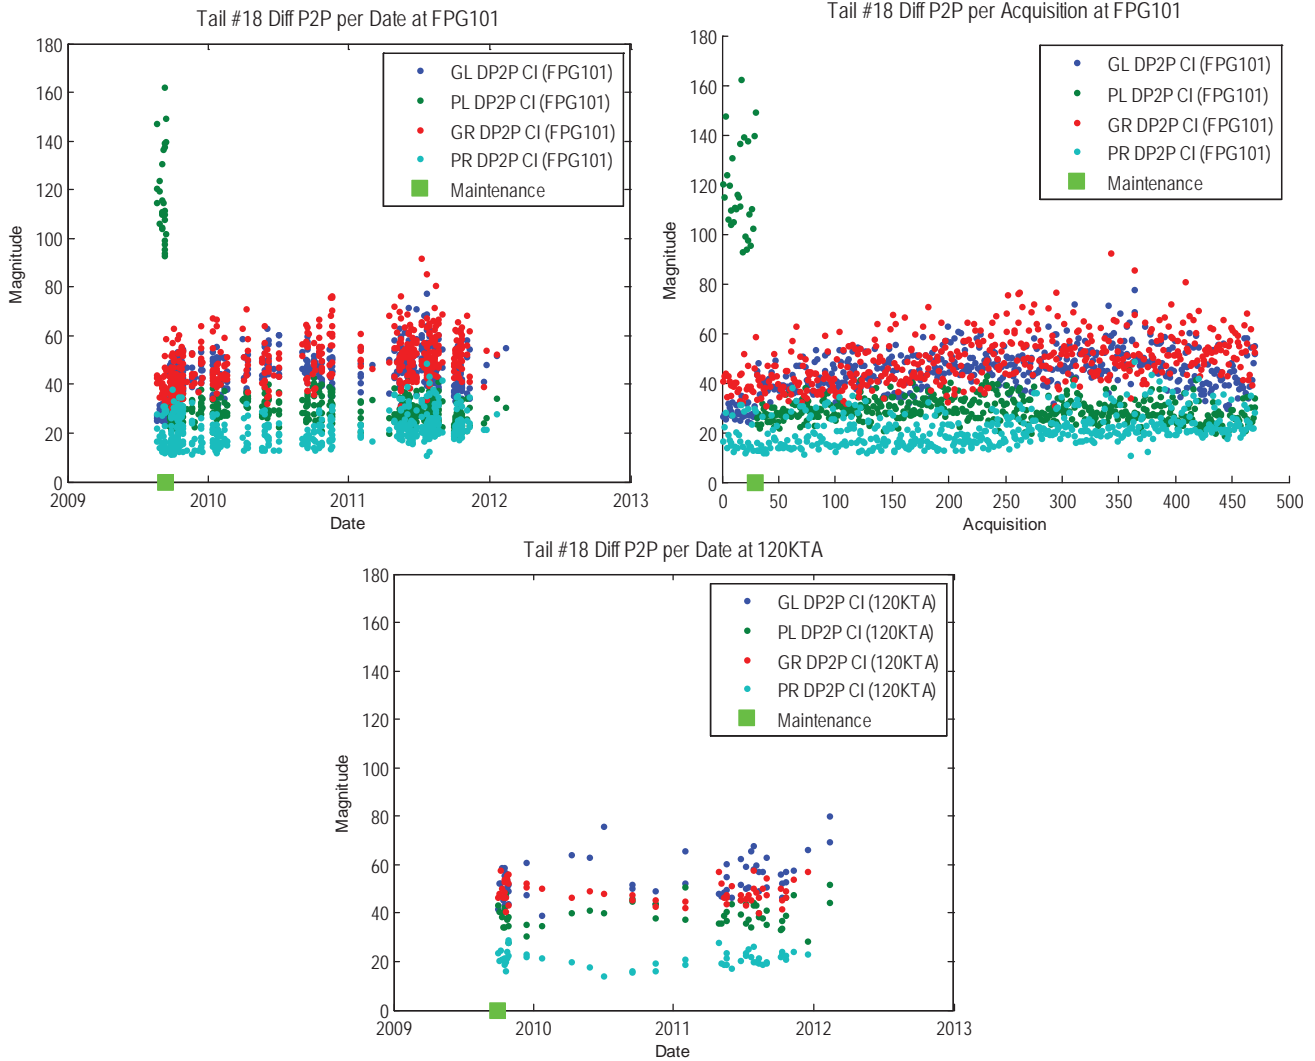 Tail #18 Diff P2P per Date at FPG101
180
160
140
120
100
80
60
40
20
0
Magnitude
GL DP2P CI (FPG101)
PL DP2P CI (FPG101)
GR DP2P CI (FPG101)
PR DP2P CI (FPG101)
Maintenance
2009 2010 2011 2012 2013
Date
Tail #18 Diff P2P per Acquisition at FPG101
180
160
140
120
100
80
60
40
20
0
Magnitude
GL DP2P CI (FPG101)
PL DP2P CI (FPG101)
GR DP2P CI (FPG101)
PR DP2P CI (FPG101)
Maintenance
0 50 100 150 200 250 300 350 400 450 500
Acquisition
Tail #18 Diff P2P per Date at 120KTA
180
160
140
120
100
80
60
40
20
0
Magnitude
GL DP2P CI (120KTA)
PL DP2P CI (120KTA)
GR DP2P CI (120KTA)
PR DP2P CI (120KTA)
Maintenance
2009 2010 2011 2012 2013
Date